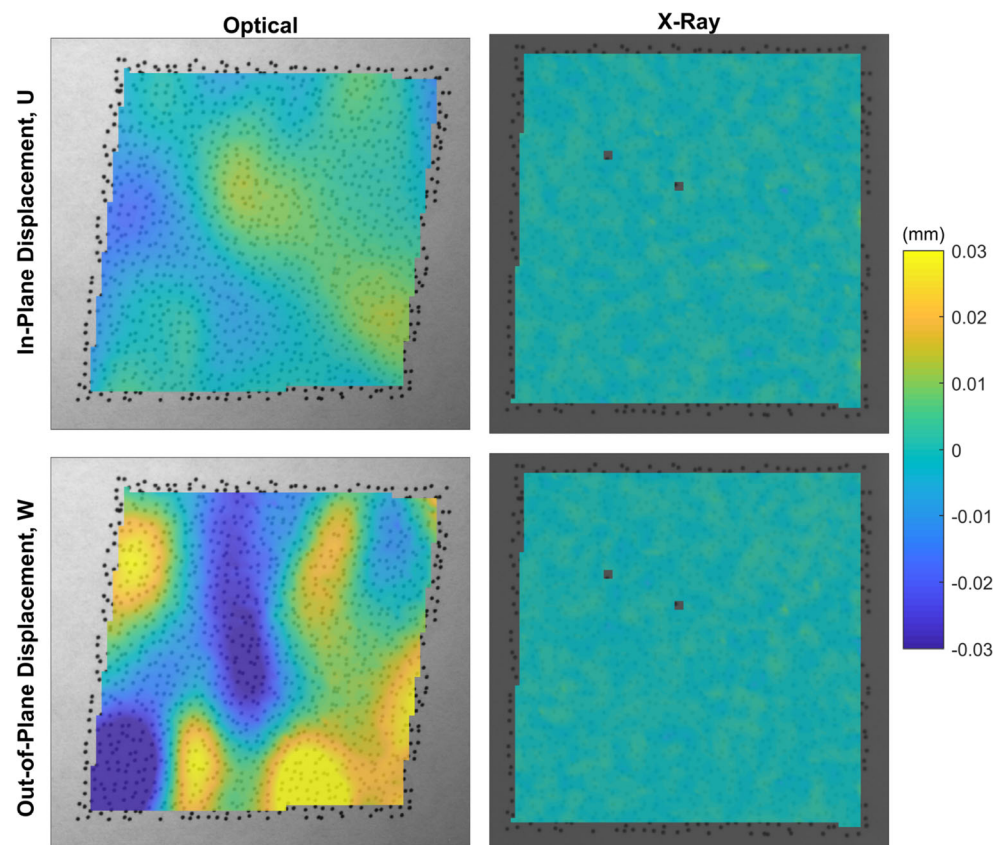 Optical
X-Ray
In-Plane Displacement, U
Out-of-Plane Displacement, W
(mm)
0.03
0.02
0.01
0
-0.01
-0.02
-0.03